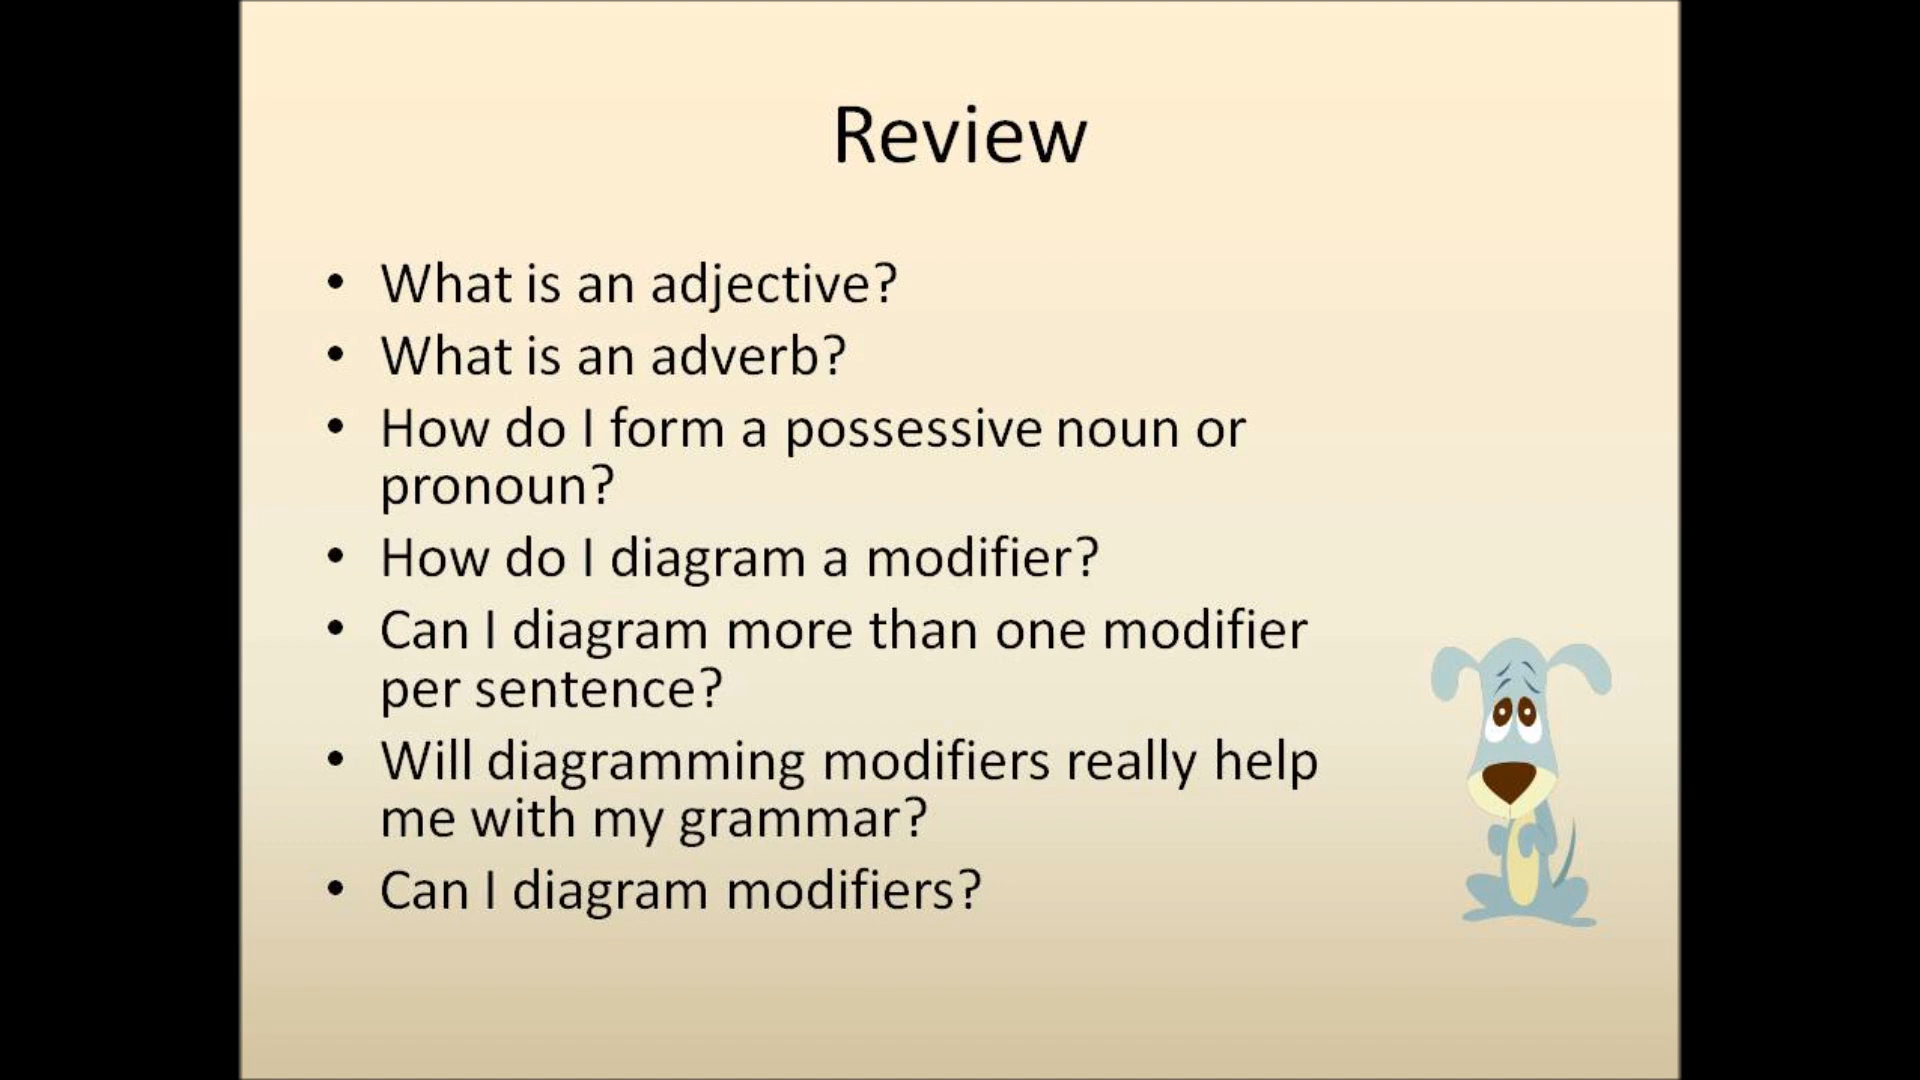 Review
• What is an adjective?
• What is an adverb?
• How do I form a possessive noun or
pronoun?
• How do I diagram a modifier?
• Can I diagram more than one modifier
per sentence?
• Will diagramming modifiers really help
me with my grammar?
• Can I diagram modifiers?